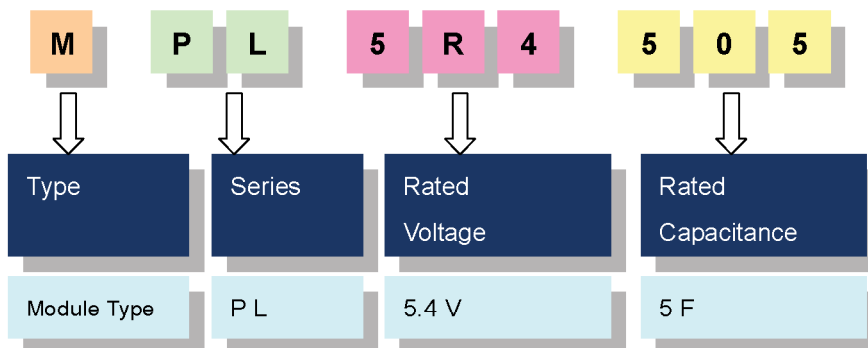 M P L 5 R 4 5 0 5
Type Series Rated Voltage Rated Capacitance
Module Type P L 5.4 V 5 F